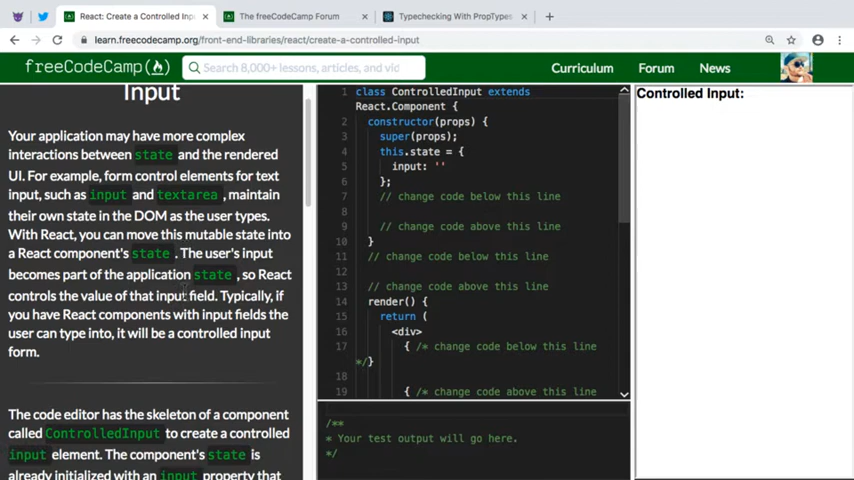 React: Create a Controlled Inp
The freeCodeCamp Forum
Typechecking With PropTypes
learn.freecodecamp.org/front-end-libraries/react/create-a-controlled-input
freeCodeCamp
Search 8,000+ lessons, articles, and vid
Curriculum
Forum
News
Input
Your application may have more complex
interactions between state and the rendered
UI. For example, form control elements for text
input, such as input and textarea , maintain
their own state in the DOM as the user types.
With React, you can move this mutable state into
a React component's state . The user's input
becomes part of the application state , so React
controls the value of that input field. Typically, if
you have React components with input fields the
user can type into, it will be a controlled input
form.
The code editor has the skeleton of a component
called ControlledInput to create a controlled
input element. The component's state is
already initialized with an input property that
1 class ControlledInput extends
React.Component {
2 constructor(props) {
3 super(props);
4 this.state = {
5 input: ''
6 };
7 // change code below this line
8
9 // change code above this line
10 }
11 // change code below this line
12
13 // change code above this line
14 render() {
15 return (
16 <div>
17 { /* change code below this line
*/}
18
19 { /* change code above this line
/**
* Your test output will go here.
*/
Controlled Input: